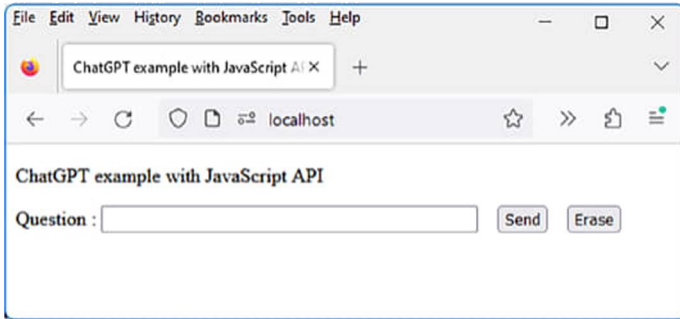 File Edit View History Bookmarks Tools Help
ChatGPT example with JavaScript AP
localhost
ChatGPT example with JavaScript API
Question :
Send
Erase